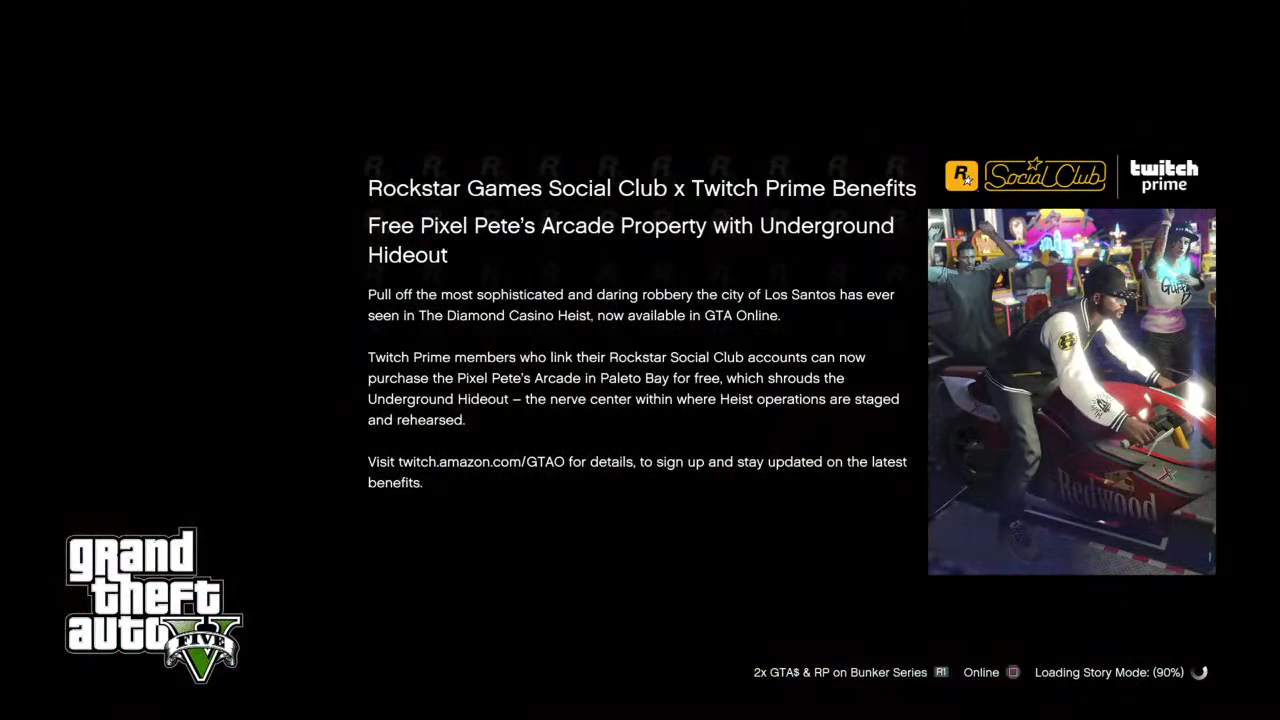 Rockstar Games Social Club x Twitch Prime Benefits
R
Social Club
twitch
prime
Free Pixel Pete's Arcade Property with Underground
Hideout
Pull off the most sophisticated and daring robbery the city of Los Santos has ever
seen in The Diamond Casino Heist, now available in GTA Online.
Twitch Prime members who link their Rockstar Social Club accounts can now
purchase the Pixel Pete's Arcade in Paleto Bay for free, which shrouds the
Underground Hideout – the nerve center within where Heist operations are staged
and rehearsed.
Visit twitch.amazon.com/GTAO for details, to sign up and stay updated on the latest
benefits.
Redwood
grand
theft
auto
FIVE
2x GTA$ & RP on Bunker Series R1 Online Loading Story Mode: (90%)